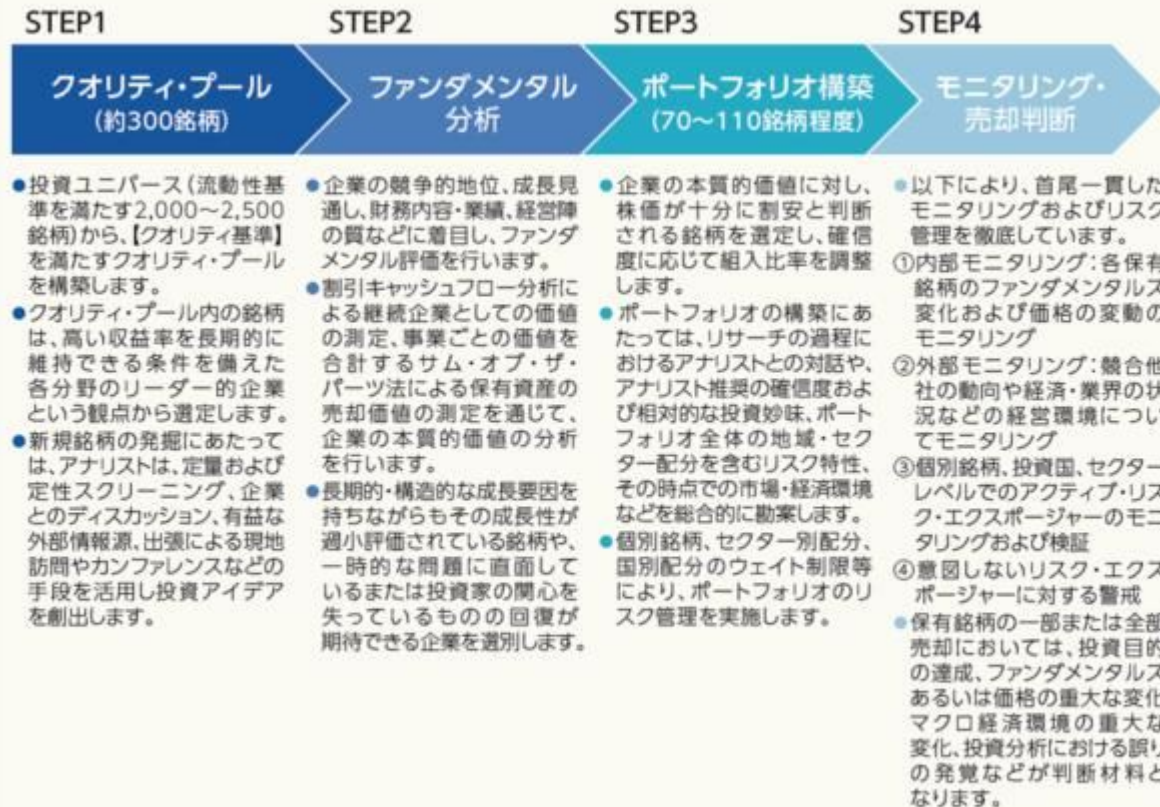 STEP1
クオリティ・プール
(約300銘柄)
●投資ユニバース(流動性基
準を満たす2,000〜2,500
銘柄)から、【クオリティ基準】
を満たすクオリティ・プール
を構築します。
●クオリティ・プール内の銘柄
は、高い収益率を長期的に
維持できる条件を備えた
各分野のリーダー的企業
という観点から選定します。
●新規銘柄の発掘にあたって
は、アナリストは、定量および
定性スクリーニング、企業
とのディスカッション、有益な
外部情報源、出張による現地
訪問やカンファレンスなどの
手段を活用し投資アイデア
を創出します。
STEP2
ファンダメンタル
分析
●企業の競争的地位、成長見
通し、財務内容・業績、経営陣
の質などに着目し、ファンダ
メンタル評価を行います。
●割引キャッシュフロー分析に
よる継続企業としての価値
の測定、事業ごとの価値を
合計するサム・オブ・ザ・
パーツ法による保有資産の
売却価値の測定を通じて、
企業の本質的価値の分析
を行います。
●長期的・構造的な成長要因を
持ちながらもその成長性が
過小評価されている銘柄や、
一時的な問題に直面して
いるまたは投資家の関心を
失っているものの回復が
期待できる企業を選別します。
STEP3
ポートフォリオ構築
(70〜110銘柄程度)
●企業の本質的価値に対し、
株価が十分に割安と判断
される銘柄を選定し、確信
度に応じて組入比率を調整
します。
●ポートフォリオの構築にあ
たっては、リサーチの過程に
おけるアナリストとの対話や、
アナリスト推奨の確信度およ
び相対的な投資妙味、ポート
フォリオ全体の地域・セク
ター配分を含むリスク特性、
その時点での市場・経済環境
などを総合的に勘案します。
●個別銘柄、セクター別配分、
国別配分のウェイト制限等
により、ポートフォリオのリ
スク管理を実施します。
STEP4
モニタリング・
売却判断
●以下により、首尾一貫した
モニタリングおよびリスク
管理を徹底しています。
①内部モニタリング:各保有
銘柄のファンダメンタルズ
変化および価格の変動の
モニタリング
②外部モニタリング:競合他
社の動向や経済・業界の状
況などの経営環境につい
てモニタリング
③個別銘柄、投資国、セクター
レベルでのアクティブ・リス
ク・エクスポージャーのモニ
タリングおよび検証
④意図しないリスク・エクス
ポージャーに対する警戒
●保有銘柄の一部または全部
売却においては、投資目的
の達成、ファンダメンタルズ
あるいは価格の重大な変化
マクロ経済環境の重大な
変化、投資分析における誤り
の発覚などが判断材料と
なります。